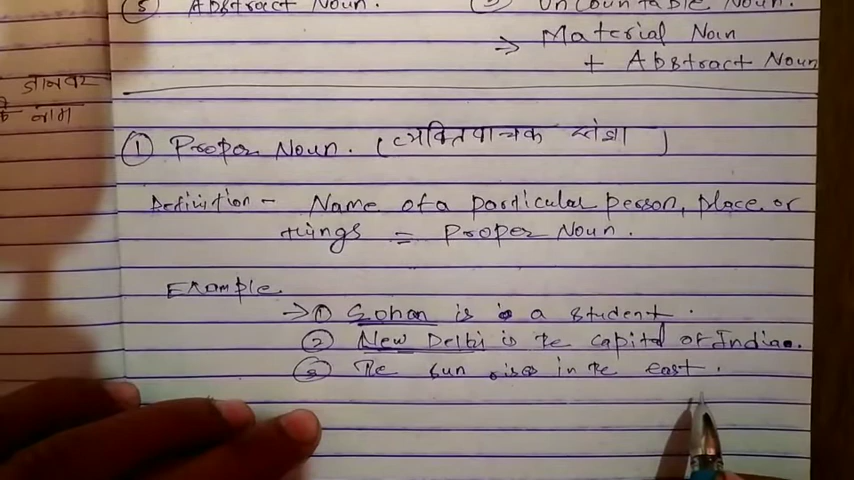 ⑤ Abstract Noun.
Uncountable Noun.
→ Material Noun
+ Abstract Noun
जानवर
नाम
① Proper Noun. (व्यक्तिवाचक संज्ञा)
Definition - Name of a particular person, place or
things = Proper Noun.
Example.
→ ① Sohan is a student.
② New Delhi is the capital of India.
③ The sun rises in the east.